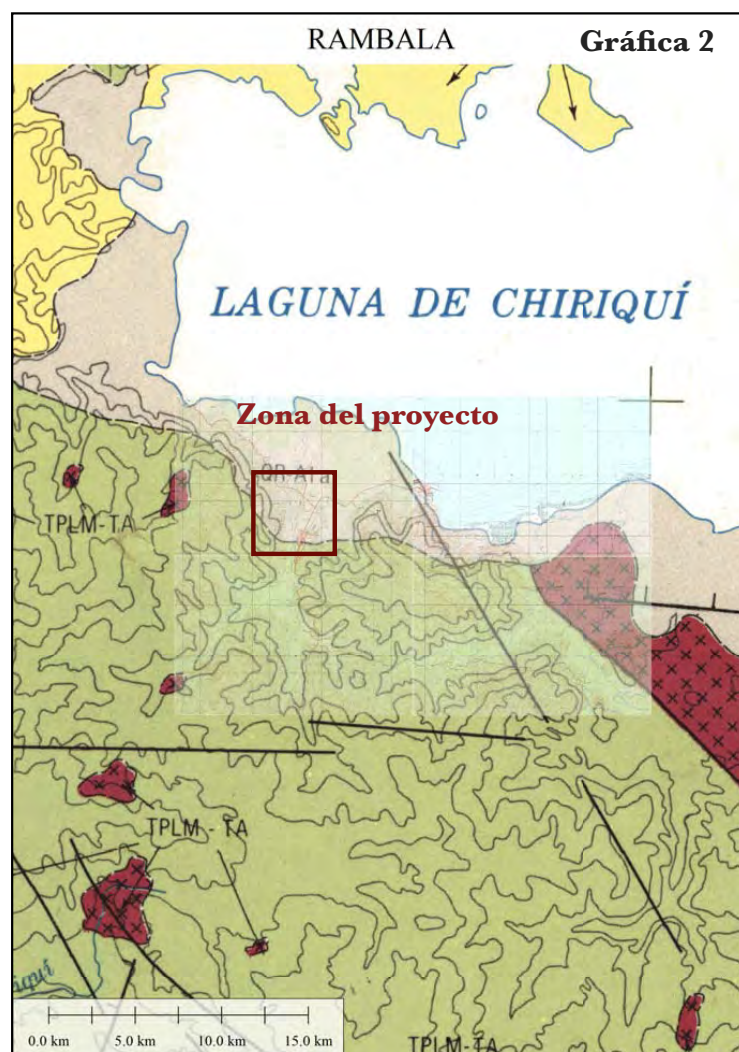 RAMBALA
Gráfica 2
LAGUNA DE CHIRIQUÍ
Zona del proyecto
QR-Ala
TPLM-TA
TPLM - TA
0.0 km 5.0 km 10.0 km 15.0 km
TPLM-TA